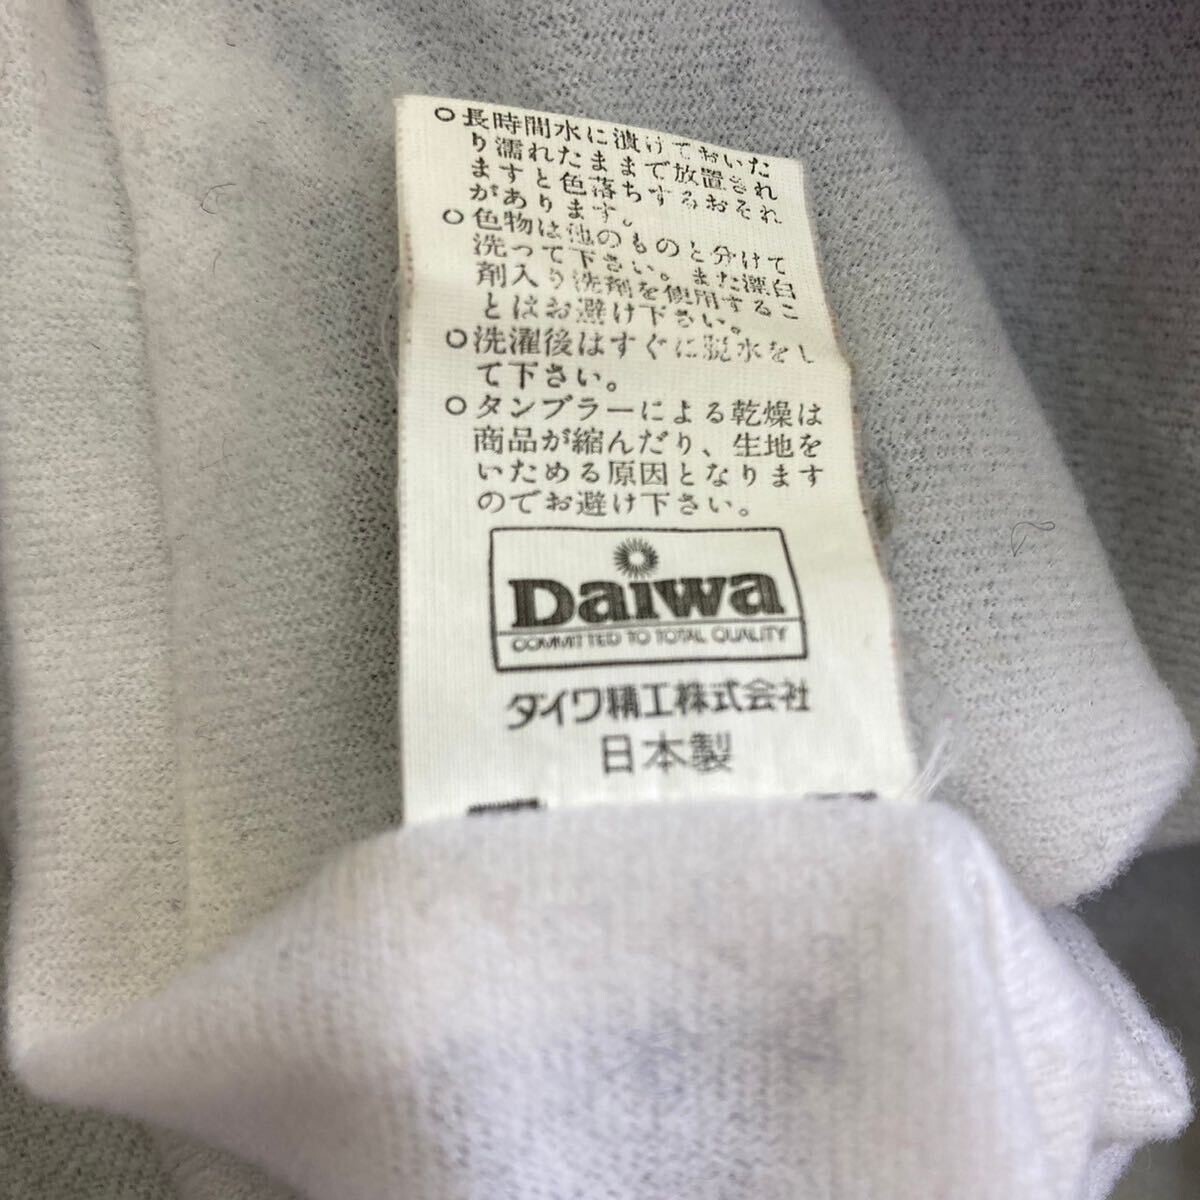 ○長時間水に漬けておいた
り濡れたままで放置され
ますと色落ちするおそれ
があります。
○色物は他のものと分けて
洗って下さい。また漂白
剤入り洗剤を使用するこ
とはお避け下さい。
○洗濯後はすぐに脱水をし
て下さい。
○タンブラーによる乾燥は
商品が縮んだり、生地を
いためる原因となります
のでお避け下さい。
Daiwa
COMMITTED TO TOTAL QUALITY
ダイワ精工株式会社
日本製